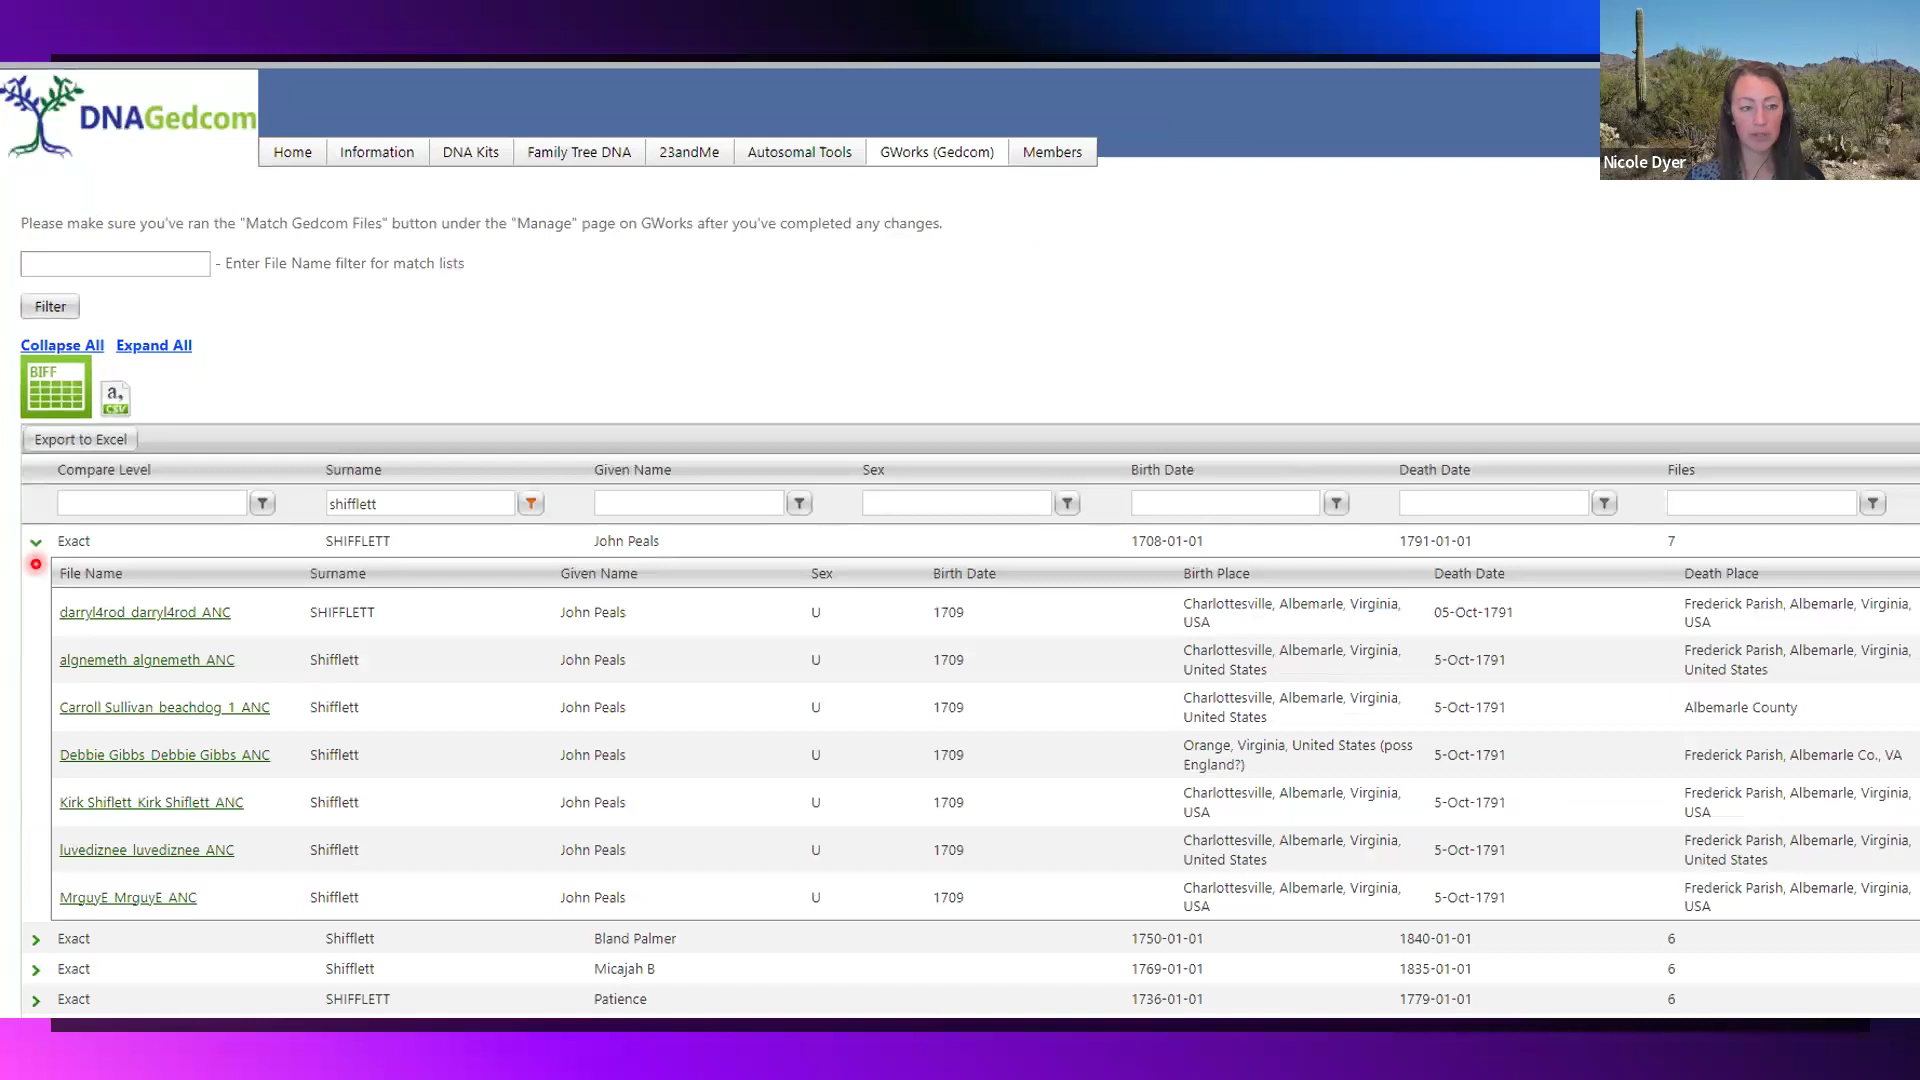 DNAGedcom
Home Information DNA Kits Family Tree DNA 23andMe Autosomal Tools GWorks (Gedcom) Members
Nicole Dyer
Please make sure you've ran the "Match Gedcom Files" button under the "Manage" page on GWorks after you've completed any changes.
- Enter File Name filter for match lists
Filter
Collapse All Expand All
BIFF
a,
CSV
Export to Excel
Compare Level Surname Given Name Sex Birth Date Death Date Files
shifflett
Exact SHIFFLETT John Peals 1708-01-01 1791-01-01 7
File Name Surname Given Name Sex Birth Date Birth Place Death Date Death Place
darryl4rod_darryl4rod_ANC SHIFFLETT John Peals U 1709 Charlottesville, Albemarle, Virginia, USA 05-Oct-1791 Frederick Parish, Albemarle, Virginia, USA
algnemeth_algnemeth_ANC Shifflett John Peals U 1709 Charlottesville, Albemarle, Virginia, United States 5-Oct-1791 Frederick Parish, Albemarle, Virginia, United States
Carroll Sullivan_beachdog_1_ANC Shifflett John Peals U 1709 Charlottesville, Albemarle, Virginia, United States 5-Oct-1791 Albemarle County
Debbie Gibbs_Debbie Gibbs_ANC Shifflett John Peals U 1709 Orange, Virginia, United States (poss England?) 5-Oct-1791 Frederick Parish, Albemarle Co., VA
Kirk Shiflett_Kirk Shiflett_ANC Shifflett John Peals U 1709 Charlottesville, Albemarle, Virginia, USA 5-Oct-1791 Frederick Parish, Albemarle, Virginia, USA
luvediznee_luvediznee_ANC Shifflett John Peals U 1709 Charlottesville, Albemarle, Virginia, United States 5-Oct-1791 Frederick Parish, Albemarle, Virginia, United States
MrguyE_MrguyE_ANC Shifflett John Peals U 1709 Charlottesville, Albemarle, Virginia, USA 5-Oct-1791 Frederick Parish, Albemarle, Virginia, USA
Exact Shifflett Bland Palmer 1750-01-01 1840-01-01 6
Exact Shifflett Micajah B 1769-01-01 1835-01-01 6
Exact SHIFFLETT Patience 1736-01-01 1779-01-01 6